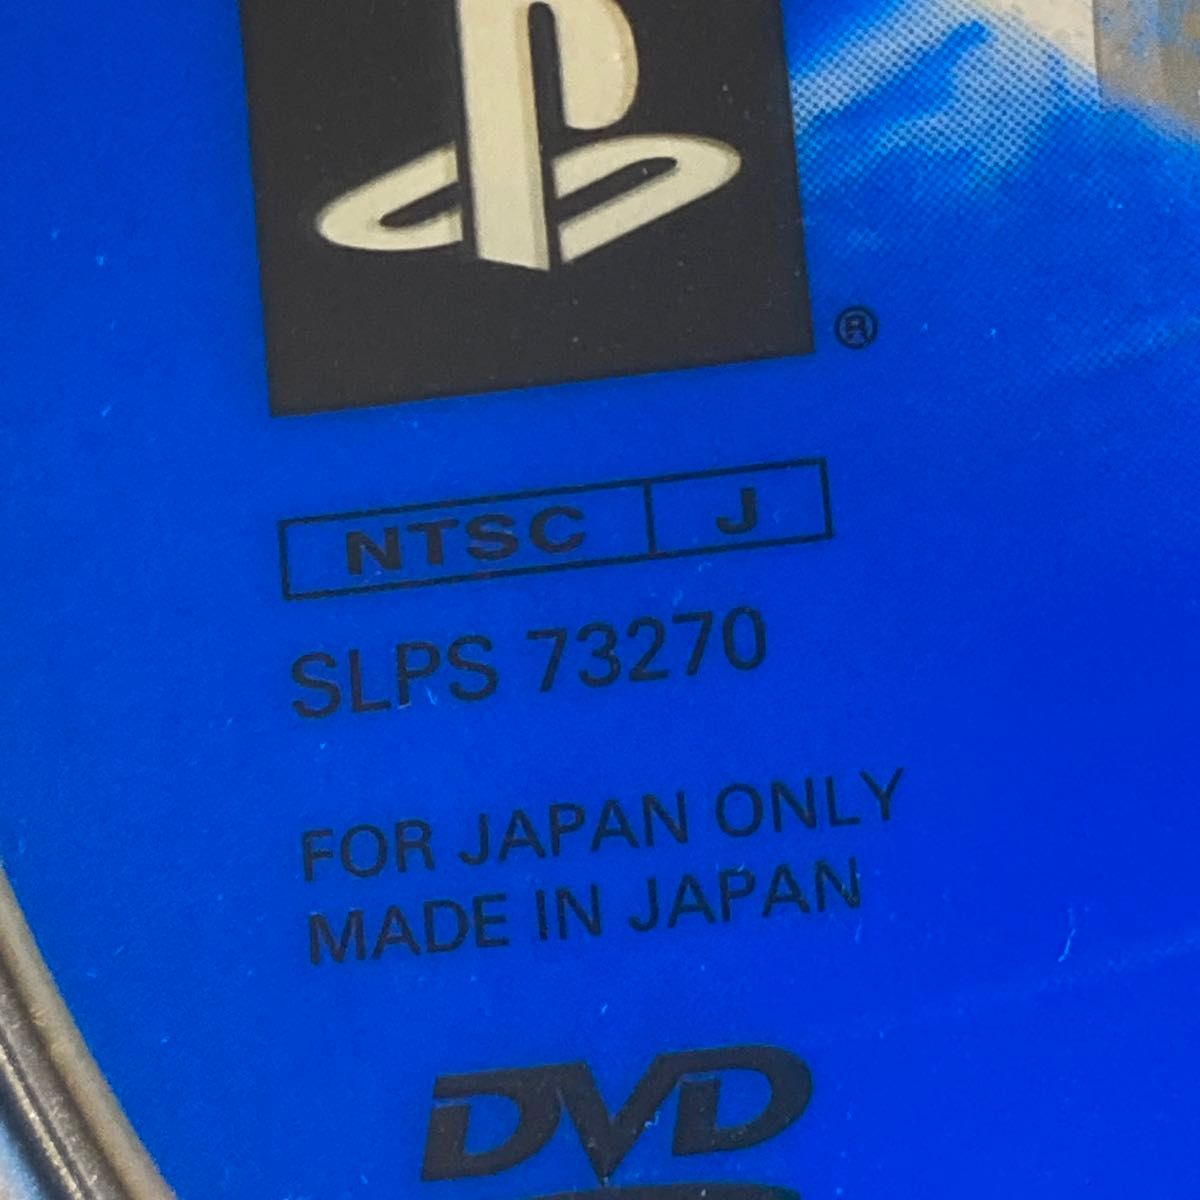 ®
NTSC J
SLPS 73270
FOR JAPAN ONLY
MADE IN JAPAN
DVD